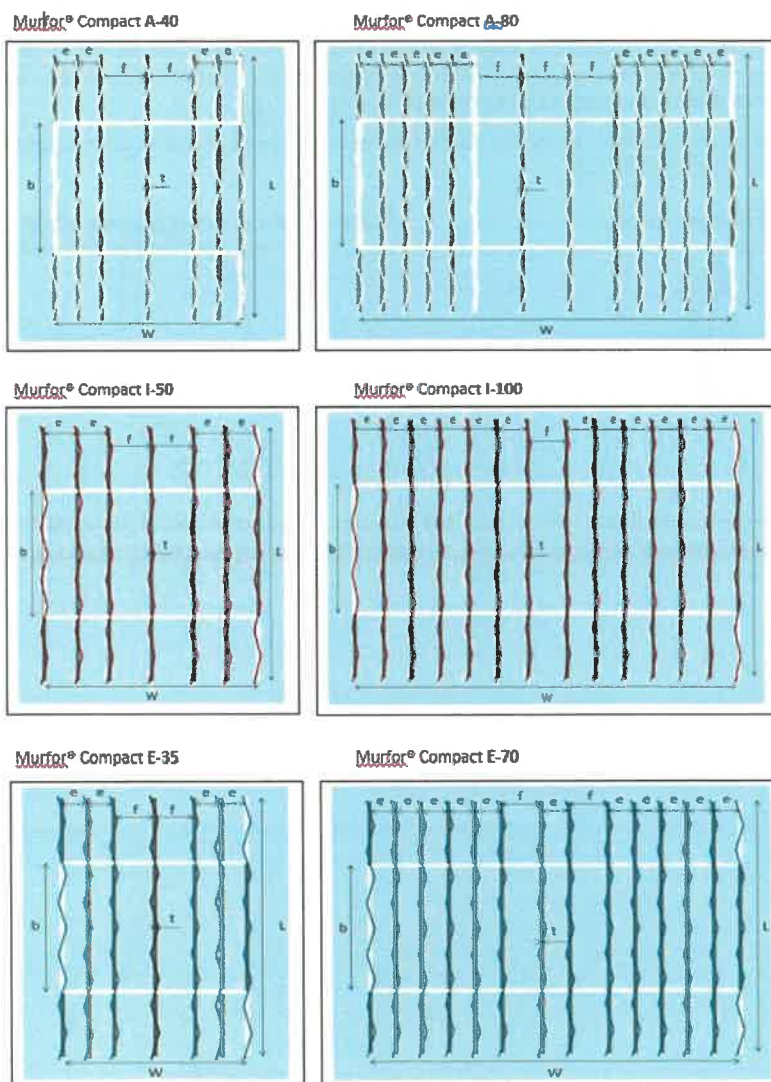 Murfor® Compact A-40
e e e e
f f
b t L
W
Murfor® Compact A-80
e e e e e e e e e e
f f f
b t L
W
Murfor® Compact I-50
e e e e
f f
b t L
W
Murfor® Compact I-100
e e e e e e e e e e e e
f
b t L
W
Murfor® Compact E-35
e e e e
f f
b t L
W
Murfor® Compact E-70
e e e e e f e f e e e e e
b t L
W